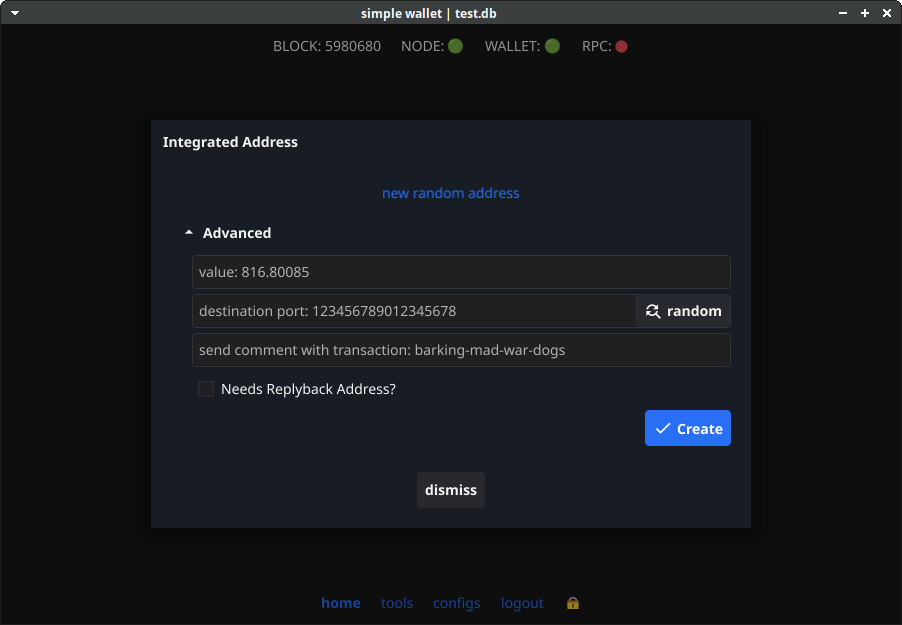 simple wallet | test.db
BLOCK: 5980680 NODE: WALLET: RPC:
Integrated Address
new random address
Advanced
value: 816.80085
destination port: 123456789012345678 random
send comment with transaction: barking-mad-war-dogs
Needs Replyback Address?
Create
dismiss
home tools configs logout